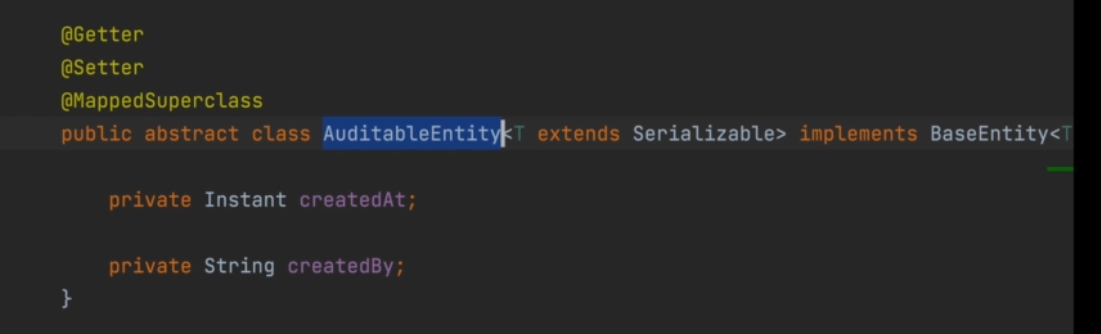 @Getter
@Setter
@MappedSuperclass
public abstract class AuditableEntity<T extends Serializable> implements BaseEntity<T
private Instant createdAt;
private String createdBy;
}